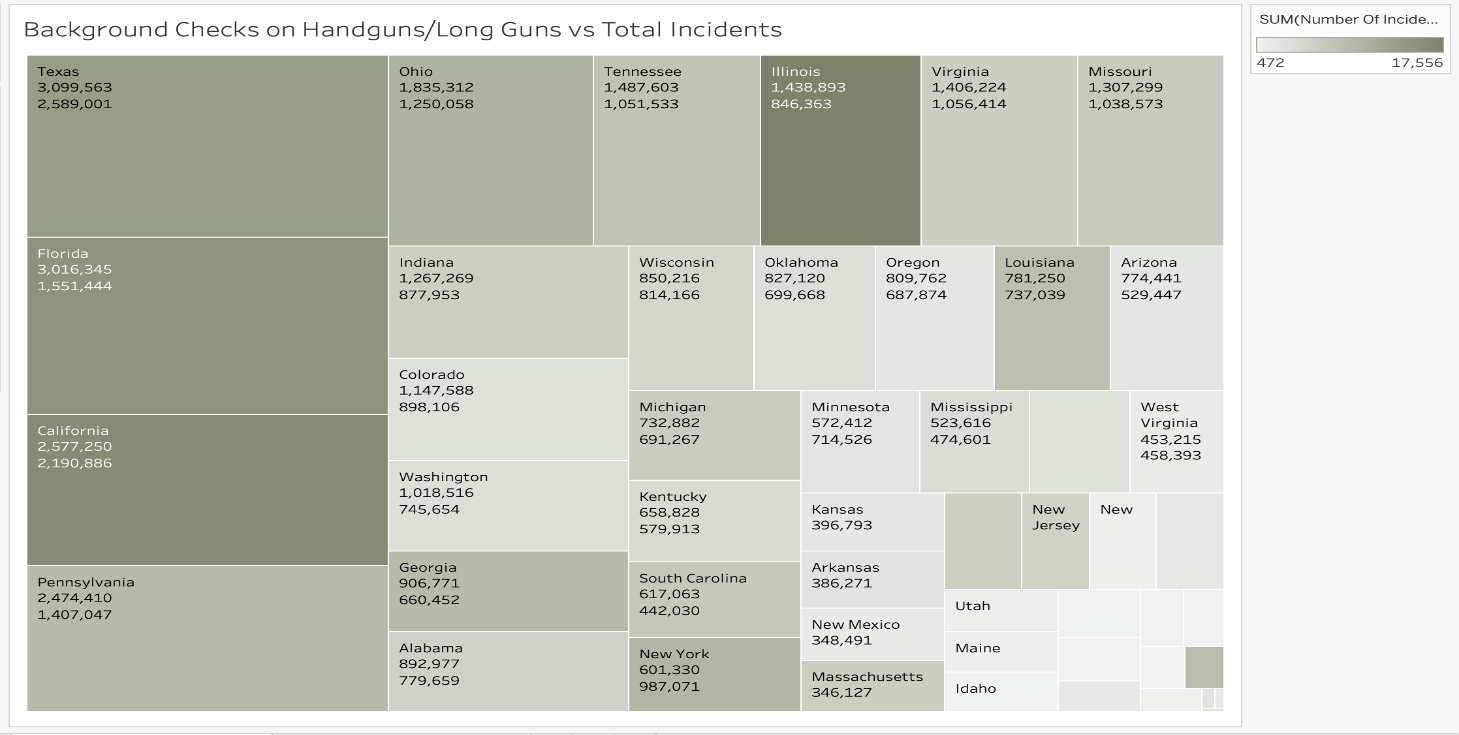 Background Checks on Handguns/Long Guns vs Total Incidents
SUM(Number Of Incide...
472
17,556
Texas
3,099,563
2,589,001
Florida
3,016,345
1,551,444
California
2,577,250
2,190,886
Pennsylvania
2,474,410
1,407,047
Ohio
1,835,312
1,250,058
Tennessee
1,487,603
1,051,533
Illinois
1,438,893
846,363
Virginia
1,406,224
1,056,414
Missouri
1,307,299
1,038,573
Indiana
1,267,269
877,953
Colorado
1,147,588
898,106
Washington
1,018,516
745,654
Georgia
906,771
660,452
Alabama
892,977
779,659
Wisconsin
850,216
814,166
Oklahoma
827,120
699,668
Oregon
809,762
687,874
Louisiana
781,250
737,039
Arizona
774,441
529,447
Michigan
732,882
691,267
Kentucky
658,828
579,913
South Carolina
617,063
442,030
New York
601,330
987,071
Minnesota
572,412
714,526
Mississippi
523,616
474,601
West
Virginia
453,215
458,393
Kansas
396,793
Arkansas
386,271
New Mexico
348,491
Massachusetts
346,127
New
Jersey
New
Utah
Maine
Idaho